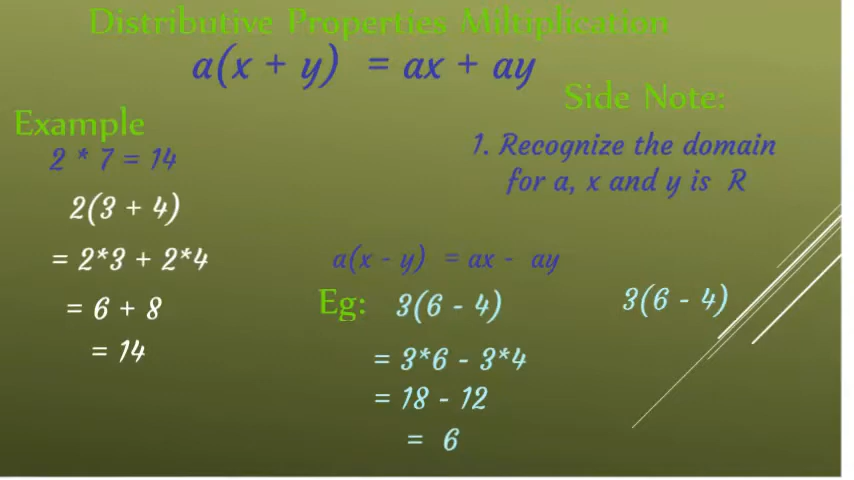 Distributive Properties Miltiplication
a(x + y) = ax + ay
Side Note:
1. Recognize the domain
for a, x and y is R
Example
2 * 7 = 14
2(3 + 4)
= 2*3 + 2*4
= 6 + 8
= 14
a(x - y) = ax - ay
Eg: 3(6 - 4)
= 3*6 - 3*4
= 18 - 12
= 6
3(6 - 4)